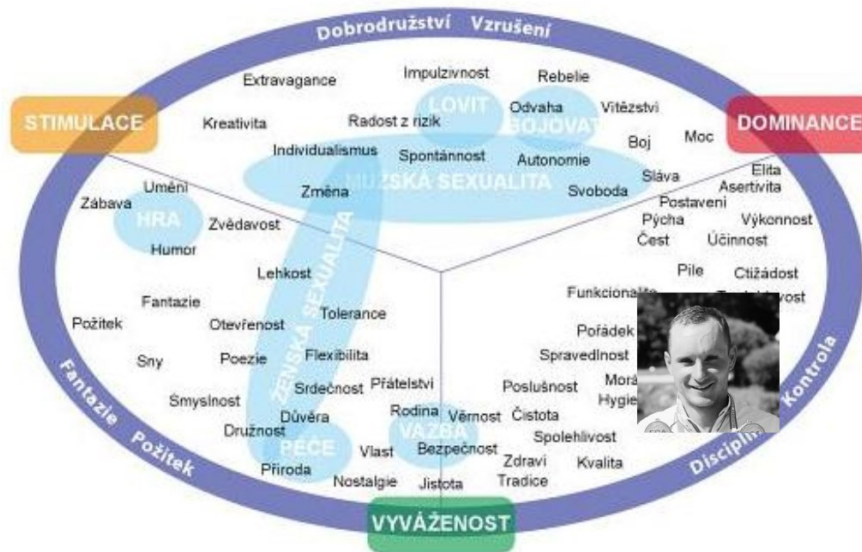 Dobrodružství Vzrušení
Extravagance
Impulzivnost
Rebelie
LOVIT
STIMULACE
Kreativita
Radost z rizik
Odvaha
Vítězství
BOJOVAT
DOMINANCE
Individualismus
Spontánnost
Autonomie
Boj
Moc
MUŽSKÁ SEXUALITA
Umění
Změna
Svoboda
Sláva
Elita
Asertivita
Zábava
HRA
Zvědavost
Postavení
Pýcha
Výkonnost
Humor
Čest
Účinnost
Lehkost
ŽENSKÁ SEXUALITA
Píle
Ctižádost
Fantazie
Tolerance
Požitek
Otevřenost
Pořádek
Sny
Poezie
Flexibilita
Spravedlnost
Smyslnost
Srdečnost
Přátelství
Poslušnost
Důvěra
Rodina
Věrnost
Čistota
Družnost
PÉČE
VAZBA
Spolehlivost
Příroda
Vlast
Bezpečnost
Zdraví
Kvalita
Nostalgie
Jistota
Tradice
Fantazie Požitek
Kontrola
VYVÁŽENOST